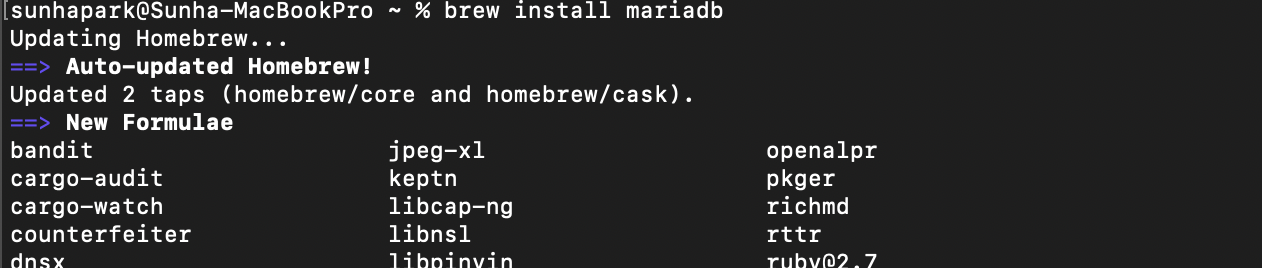 [sunhapark@Sunha-MacBookPro ~ % brew install mariadb
Updating Homebrew...
==> Auto-updated Homebrew!
Updated 2 taps (homebrew/core and homebrew/cask).
==> New Formulae
bandit jpeg-xl openalpr
cargo-audit keptn pkger
cargo-watch libcap-ng richmd
counterfeiter libnsl rttr
dnsx libpinyin ruby@2.7